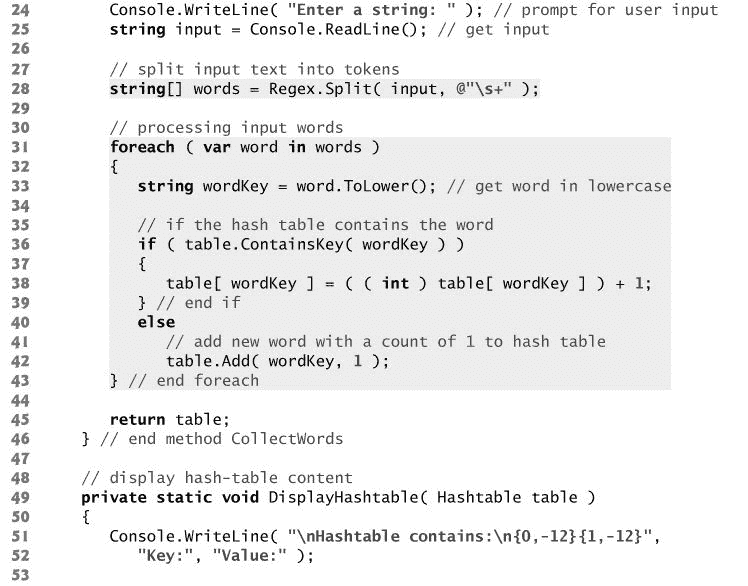 24 Console.WriteLine( "Enter a string: " ); // prompt for user input
25 string input = Console.ReadLine(); // get input
26
27 // split input text into tokens
28 string[] words = Regex.Split( input, @"\s+" );
29
30 // processing input words
31 foreach ( var word in words )
32 {
33 string wordKey = word.ToLower(); // get word in lowercase
34
35 // if the hash table contains the word
36 if ( table.ContainsKey( wordKey ) )
37 {
38 table[ wordKey ] = ( ( int ) table[ wordKey ] ) + 1;
39 } // end if
40 else
41 // add new word with a count of 1 to hash table
42 table.Add( wordKey, 1 );
43 } // end foreach
44
45 return table;
46 } // end method CollectWords
47
48 // display hash-table content
49 private static void DisplayHashtable( Hashtable table )
50 {
51 Console.WriteLine( "\nHashtable contains:\n{0,-12}{1,-12}",
52 "Key:", "Value:" );
53